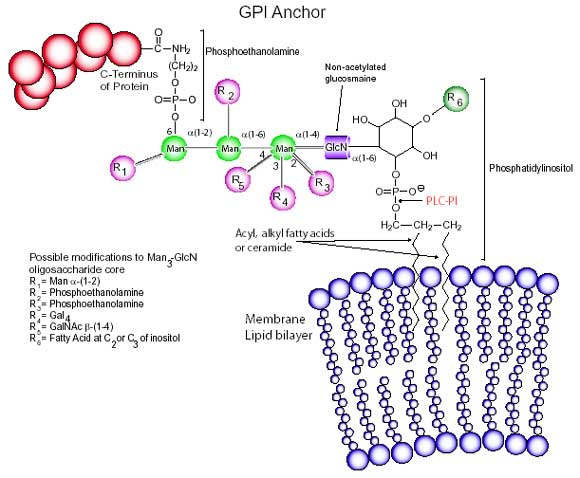 GPI Anchor
C-Terminus
of Protein
O
C
NH₂
(CH₂)₂
O
O=P-O
O
Phosphoethanolamine
Non-acetylated
glucosmaine
R₂
R₆
OH
HO
O
OH
OH
6
α(1-2)
α(1-6)
α(1-4)
Man
Man
Man
GlcN
α(1-6)
4
3
2
R₁
R₅
R₄
R₃
Phosphatidylinositol
O
O=P-O⊖
O
PLC-PI
H₂C-CH₂-CH₂
Acyl, alkyl fatty acids
or ceramide
Possible modifications to Man₃-GlcN
oligosaccharide core
R₁= Man α-(1-2)
R₂= Phosphoethanolamine
R₃= Phosphoethanolamine
R₄= Gal₄
R₅= GalNAc β-(1-4)
R₆= Fatty Acid at C₂or C₃ of inositol
Membrane
Lipid bilayer